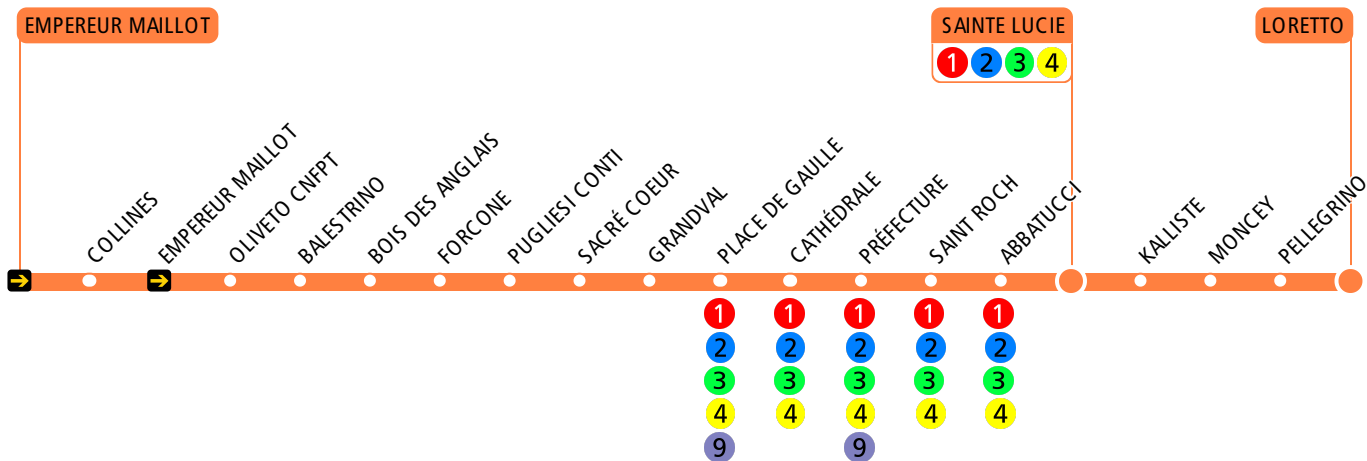 EMPEREUR MAILLOT
SAINTE LUCIE
1 2 3 4
LORETTO
COLLINES
EMPEREUR MAILLOT
OLIVETO CNFPT
BALESTRINO
BOIS DES ANGLAIS
FORCONE
PUGLIESI CONTI
SACRÉ COEUR
GRANDVAL
PLACE DE GAULLE
CATHÉDRALE
PRÉFECTURE
SAINT ROCH
ABBATUCCI
KALLISTE
MONCEY
PELLEGRINO
1 1 1 1 1
2 2 2 2 2
3 3 3 3 3
4 4 4 4 4
9 9